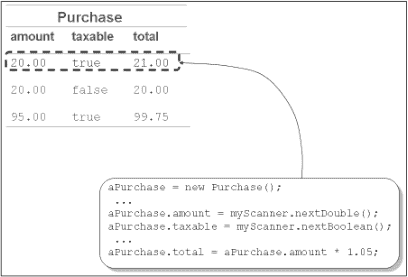 Purchase
amount taxable total
20.00 true 21.00
20.00 false 20.00
95.00 true 99.75
aPurchase = new Purchase();
...
aPurchase.amount = myScanner.nextDouble();
aPurchase.taxable = myScanner.nextBoolean();
...
aPurchase.total = aPurchase.amount * 1.05;